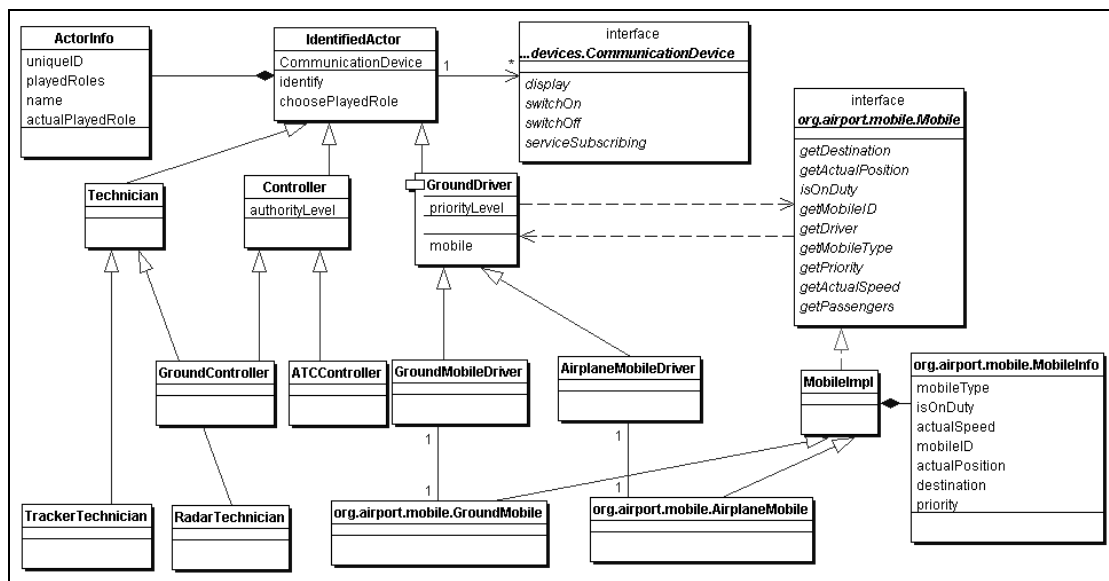 ActorInfo
uniqueID
playedRoles
name
actualPlayedRole
IdentifiedActor
CommunicationDevice
identify
choosePlayedRole
1
*
interface
...devices.CommunicationDevice
display
switchOn
switchOff
serviceSubscribing
interface
org.airport.mobile.Mobile
getDestination
getActualPosition
isOnDuty
getMobileID
getDriver
getMobileType
getPriority
getActualSpeed
getPassengers
Technician
Controller
authorityLevel
GroundDriver
priorityLevel
mobile
GroundController
ATCController
GroundMobileDriver
AirplaneMobileDriver
MobileImpl
org.airport.mobile.MobileInfo
mobileType
isOnDuty
actualSpeed
mobileID
actualPosition
destination
priority
1
1
1
1
TrackerTechnician
RadarTechnician
org.airport.mobile.GroundMobile
org.airport.mobile.AirplaneMobile